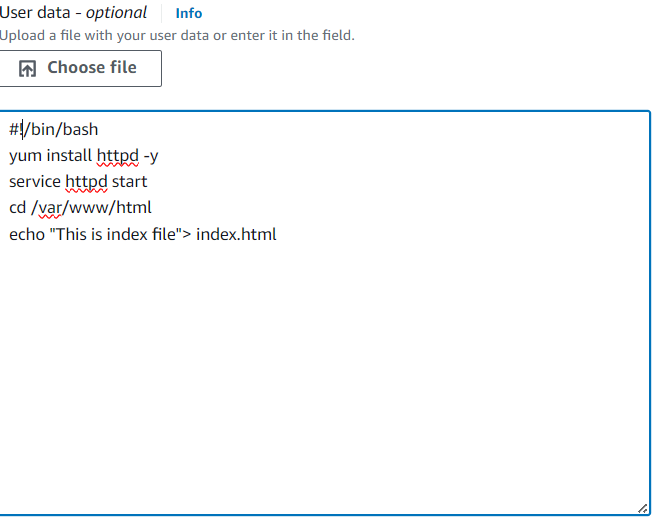 User data - optional Info
Upload a file with your user data or enter it in the field.
Choose file
#!/bin/bash
yum install httpd -y
service httpd start
cd /var/www/html
echo "This is index file"> index.html